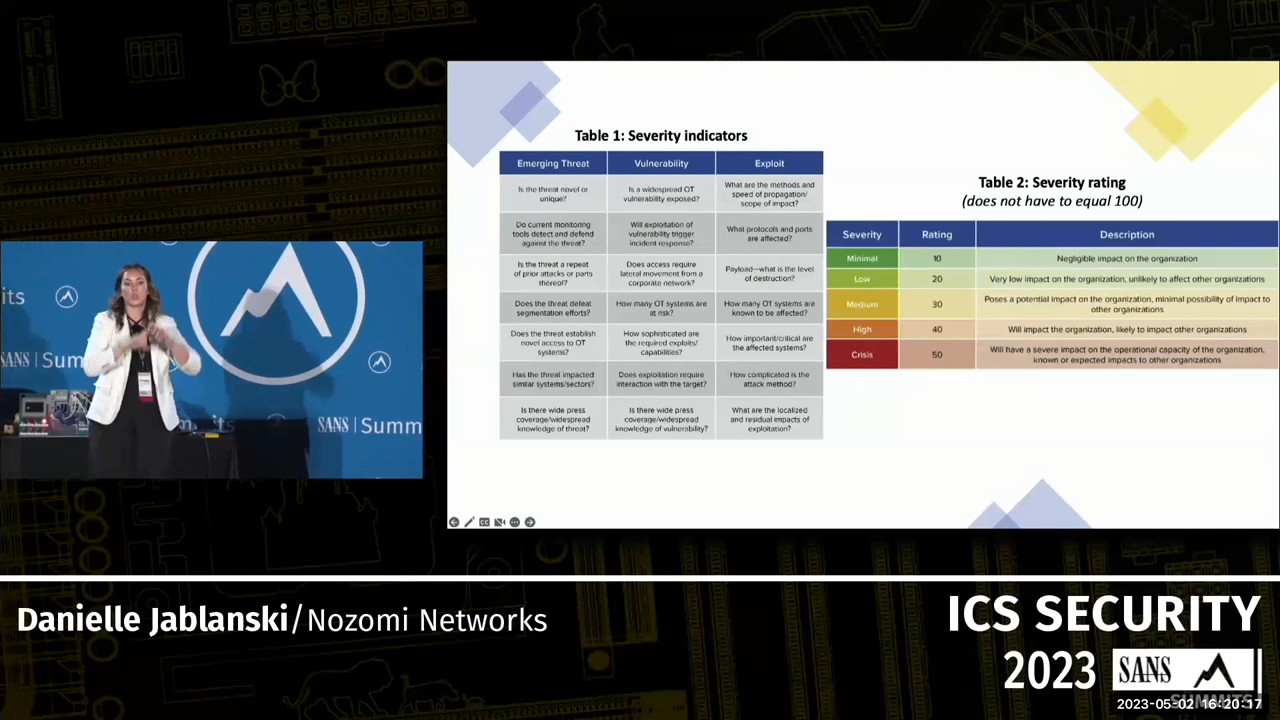 its
SANS | Sum
mits
SANS | Summ
Table 1: Severity indicators
Emerging Threat
Vulnerability
Exploit
Is the threat novel or
unique?
Is a widespread OT
vulnerability exposed?
What are the methods and
speed of propagation/
scope of impact?
Do current monitoring
tools detect and defend
against the threat?
Will exploitation of
vulnerability trigger
incident response?
What protocols and ports
are affected?
Is the threat a repeat
of prior attacks or parts
thereof?
Does access require
lateral movement from a
corporate network?
Payload—what is the level
of destruction?
Does the threat defeat
segmentation efforts?
How many OT systems are
at risk?
How many OT systems are
known to be affected?
Does the threat establish
novel access to OT
systems?
How sophisticated are
the required exploits/
capabilities?
How important/critical are
the affected systems?
Has the threat impacted
similar systems/sectors?
Does exploitation require
interaction with the target?
How complicated is the
attack method?
Is there wide press
coverage/widespread
knowledge of threat?
Is there wide press
coverage/widespread
knowledge of vulnerability?
What are the localized
and residual impacts of
exploitation?
Table 2: Severity rating
(does not have to equal 100)
Severity
Rating
Description
Minimal
10
Negligible impact on the organization
Low
20
Very low impact on the organization, unlikely to affect other organizations
Medium
30
Poses a potential impact on the organization, minimal possibility of impact to
other organizations
High
40
Will impact the organization, likely to impact other organizations
Crisis
50
Will have a severe impact on the operational capacity of the organization,
known or expected impacts to other organizations
Danielle Jablanski/Nozomi Networks
ICS SECURITY
2023
SANS
SUMMITS
2023-05-02 16:20:17